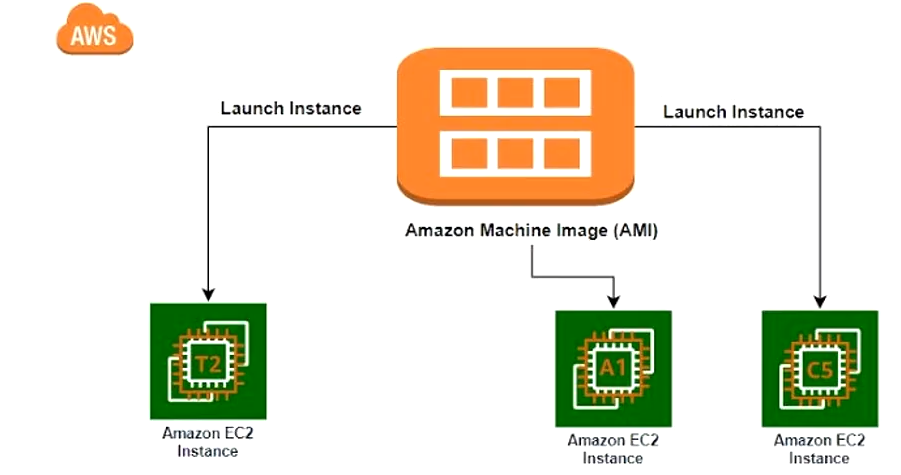 AWS
Launch Instance
Launch Instance
Amazon Machine Image (AMI)
T2
A1
C5
Amazon EC2
Instance
Amazon EC2
Instance
Amazon EC2
Instance